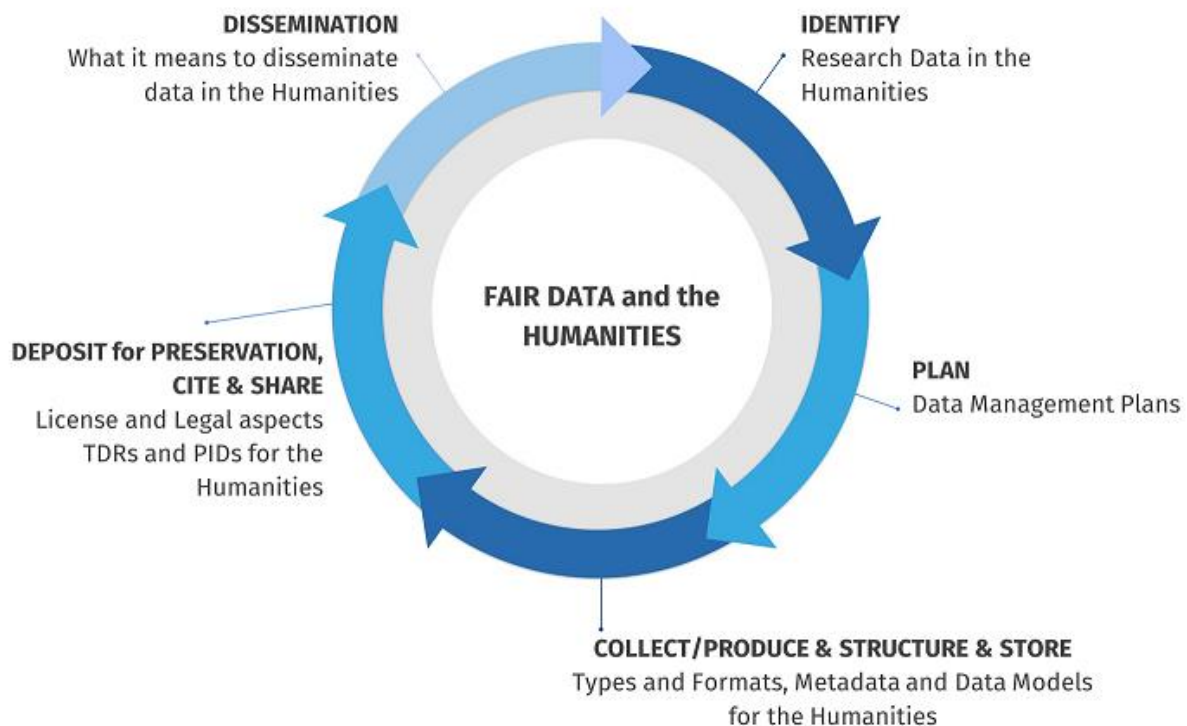 DISSEMINATION
What it means to disseminate
data in the Humanities
IDENTIFY
Research Data in the
Humanities
FAIR DATA and the
HUMANITIES
PLAN
Data Management Plans
COLLECT/PRODUCE & STRUCTURE & STORE
Types and Formats, Metadata and Data Models
for the Humanities
DEPOSIT for PRESERVATION,
CITE & SHARE
License and Legal aspects
TDRs and PIDs for the
Humanities